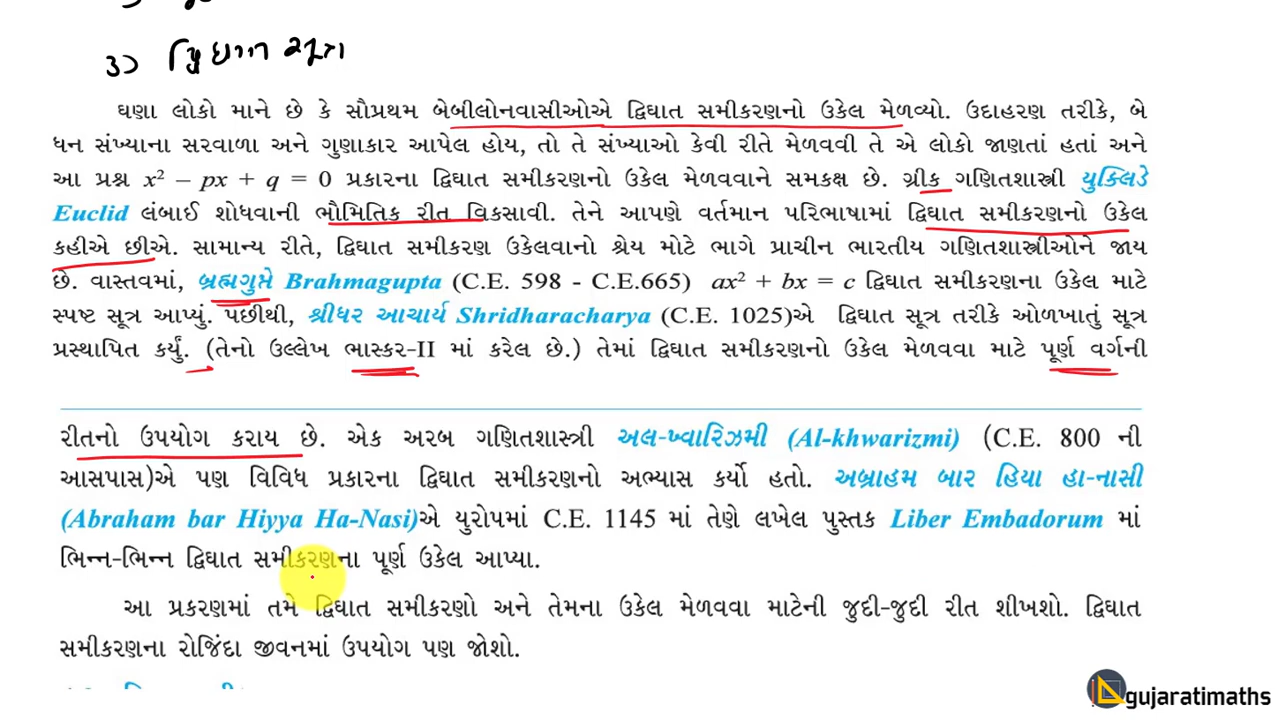 3) દ્વિઘાત સૂત્ર
ઘણા લોકો માને છે કે સૌપ્રથમ બેબીલોનવાસીઓએ દ્વિઘાત સમીકરણનો ઉકેલ મેળવ્યો. ઉદાહરણ તરીકે, બે
ધન સંખ્યાના સરવાળા અને ગુણાકાર આપેલ હોય, તો તે સંખ્યાઓ કેવી રીતે મેળવવી તે એ લોકો જાણતાં હતાં અને
આ પ્રશ્ન x² – px + q = 0 પ્રકારના દ્વિઘાત સમીકરણનો ઉકેલ મેળવવાને સમકક્ષ છે. ગ્રીક ગણિતશાસ્ત્રી યુક્લિડે
Euclid લંબાઈ શોધવાની ભૌમિતિક રીત વિકસાવી. તેને આપણે વર્તમાન પરિભાષામાં દ્વિઘાત સમીકરણનો ઉકેલ
કહીએ છીએ. સામાન્ય રીતે, દ્વિઘાત સમીકરણ ઉકેલવાનો શ્રેય મોટે ભાગે પ્રાચીન ભારતીય ગણિતશાસ્ત્રીઓને જાય
છે. વાસ્તવમાં, બ્રહ્મગુપ્તે Brahmagupta (C.E. 598 - C.E.665) ax² + bx = c દ્વિઘાત સમીકરણના ઉકેલ માટે
સ્પષ્ટ સૂત્ર આપ્યું. પછીથી, શ્રીધર આચાર્ય Shridharacharya (C.E. 1025)એ દ્વિઘાત સૂત્ર તરીકે ઓળખાતું સૂત્ર
પ્રસ્થાપિત કર્યું. (તેનો ઉલ્લેખ ભાસ્કર-II માં કરેલ છે.) તેમાં દ્વિઘાત સમીકરણનો ઉકેલ મેળવવા માટે પૂર્ણ વર્ગની
રીતનો ઉપયોગ કરાય છે. એક અરબ ગણિતશાસ્ત્રી અલ-ખ્વારિઝમી (Al-khwarizmi) (C.E. 800 ની
આસપાસ)એ પણ વિવિધ પ્રકારના દ્વિઘાત સમીકરણનો અભ્યાસ કર્યો હતો. અબ્રાહમ બાર હિયા હા-નાસી
(Abraham bar Hiyya Ha-Nasi)એ યુરોપમાં C.E. 1145 માં તેણે લખેલ પુસ્તક Liber Embadorum માં
ભિન્ન-ભિન્ન દ્વિઘાત સમીકરણના પૂર્ણ ઉકેલ આપ્યા.
આ પ્રકરણમાં તમે દ્વિઘાત સમીકરણો અને તેમના ઉકેલ મેળવવા માટેની જુદી-જુદી રીત શીખશો. દ્વિઘાત
સમીકરણના રોજિંદા જીવનમાં ઉપયોગ પણ જોશો.
gujaratimaths